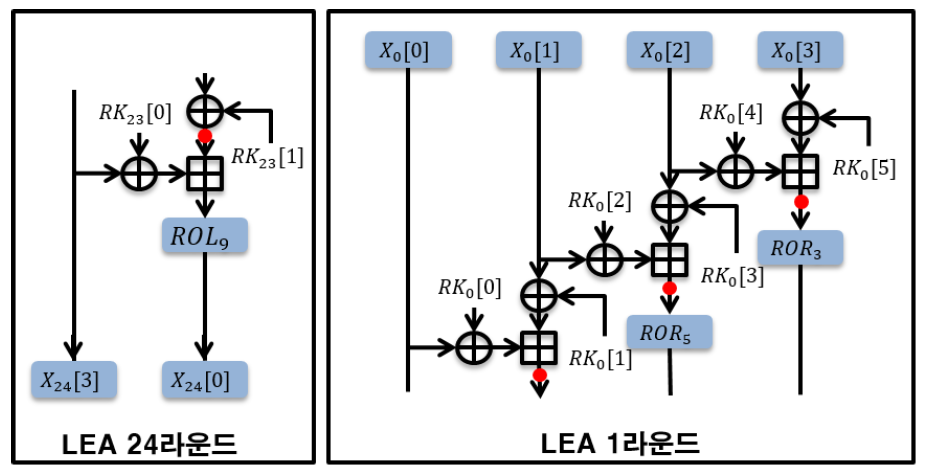 RK₂₃[0]
RK₂₃[1]
ROL₉
X₂₄[3]
X₂₄[0]
LEA 24라운드
X₀[0]
X₀[1]
X₀[2]
X₀[3]
RK₀[4]
RK₀[5]
RK₀[2]
ROR₃
RK₀[3]
RK₀[0]
ROR₅
RK₀[1]
LEA 1라운드